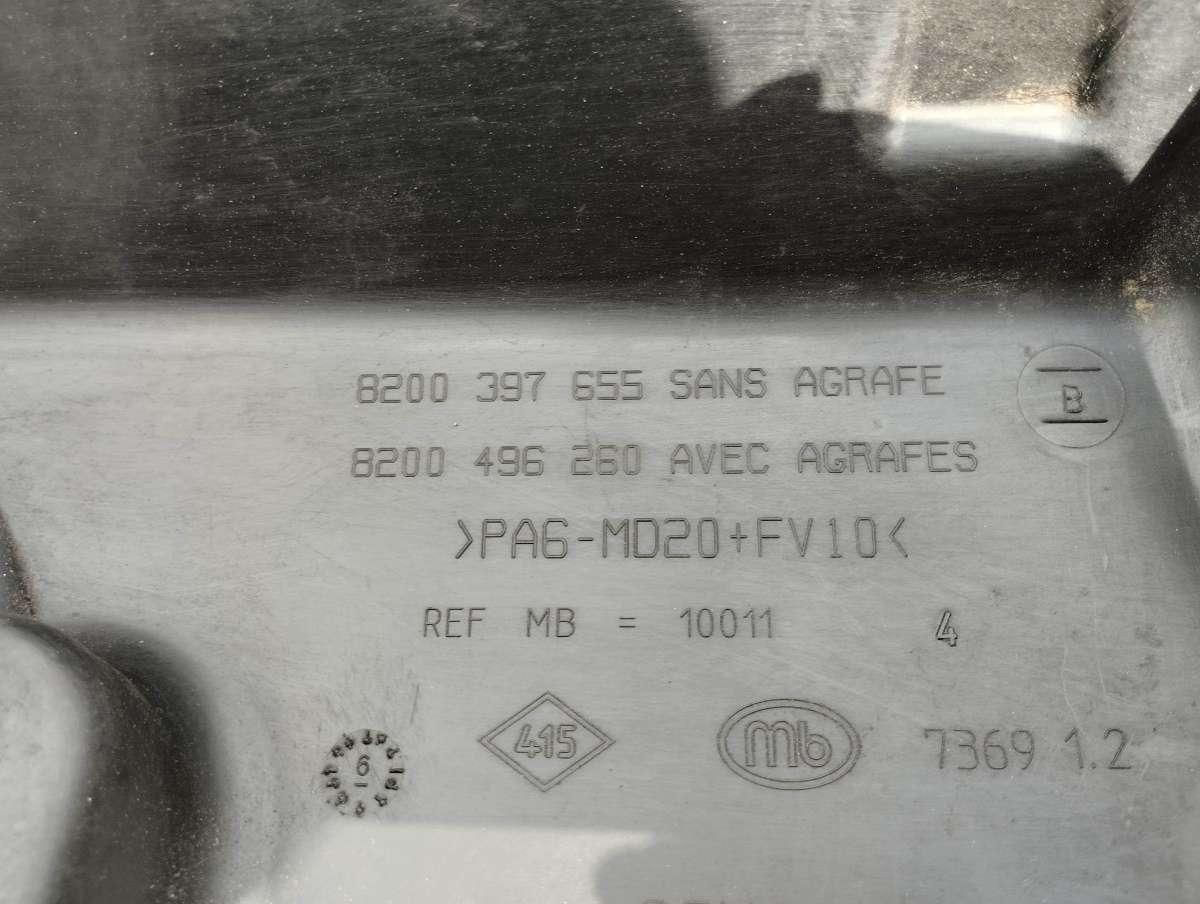 8200 397 655 SANS AGRAFE
B
8200 496 260 AVEC AGRAFES
>PA6-MD20+FV10<
REF MB = 10011 4
6
415
mb
7369 1.2